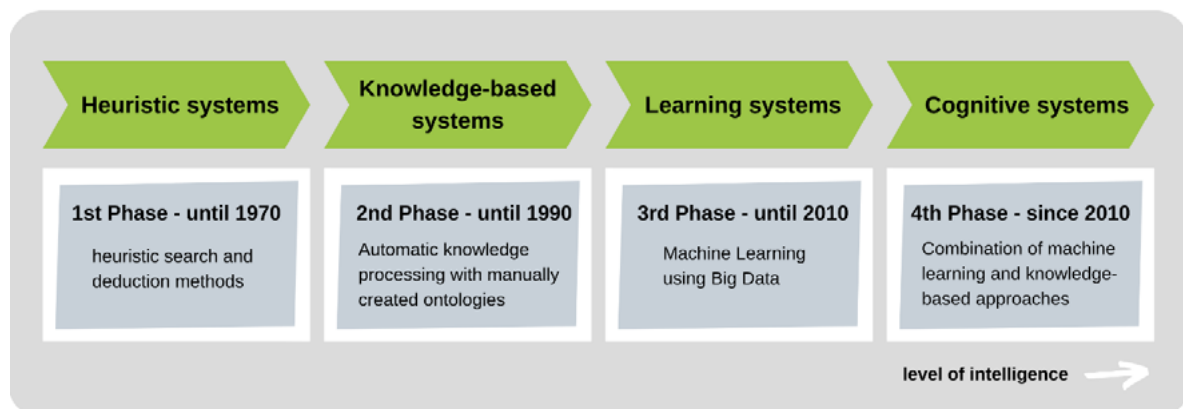 Heuristic systems
Knowledge-based
systems
Learning systems
Cognitive systems
1st Phase - until 1970
heuristic search and
deduction methods
2nd Phase - until 1990
Automatic knowledge
processing with manually
created ontologies
3rd Phase - until 2010
Machine Learning
using Big Data
4th Phase - since 2010
Combination of machine
learning and knowledge-
based approaches
level of intelligence